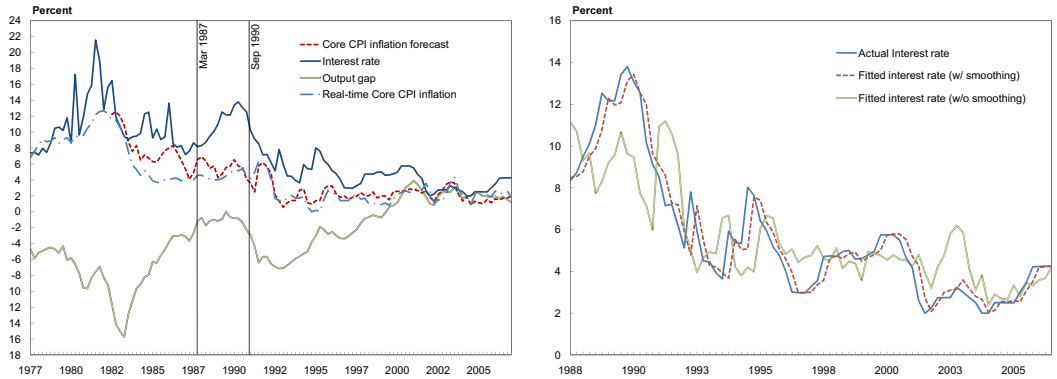 Percent
24
22
20
18
16
14
12
10
8
6
4
2
0
-2
-4
-6
-8
10
12
14
16
18
1977 1980 1982 1985 1987 1990 1992 1995 1997 2000 2002 2005
Mar 1987
Sep 1990
Core CPI inflation forecast
Interest rate
Output gap
Real-time Core CPI inflation
Percent
16
14
12
10
8
6
4
2
0
1988 1990 1993 1995 1998 2000 2003 2005
Actual Interest rate
Fitted interest rate (w/ smoothing)
Fitted interest rate (w/o smoothing)